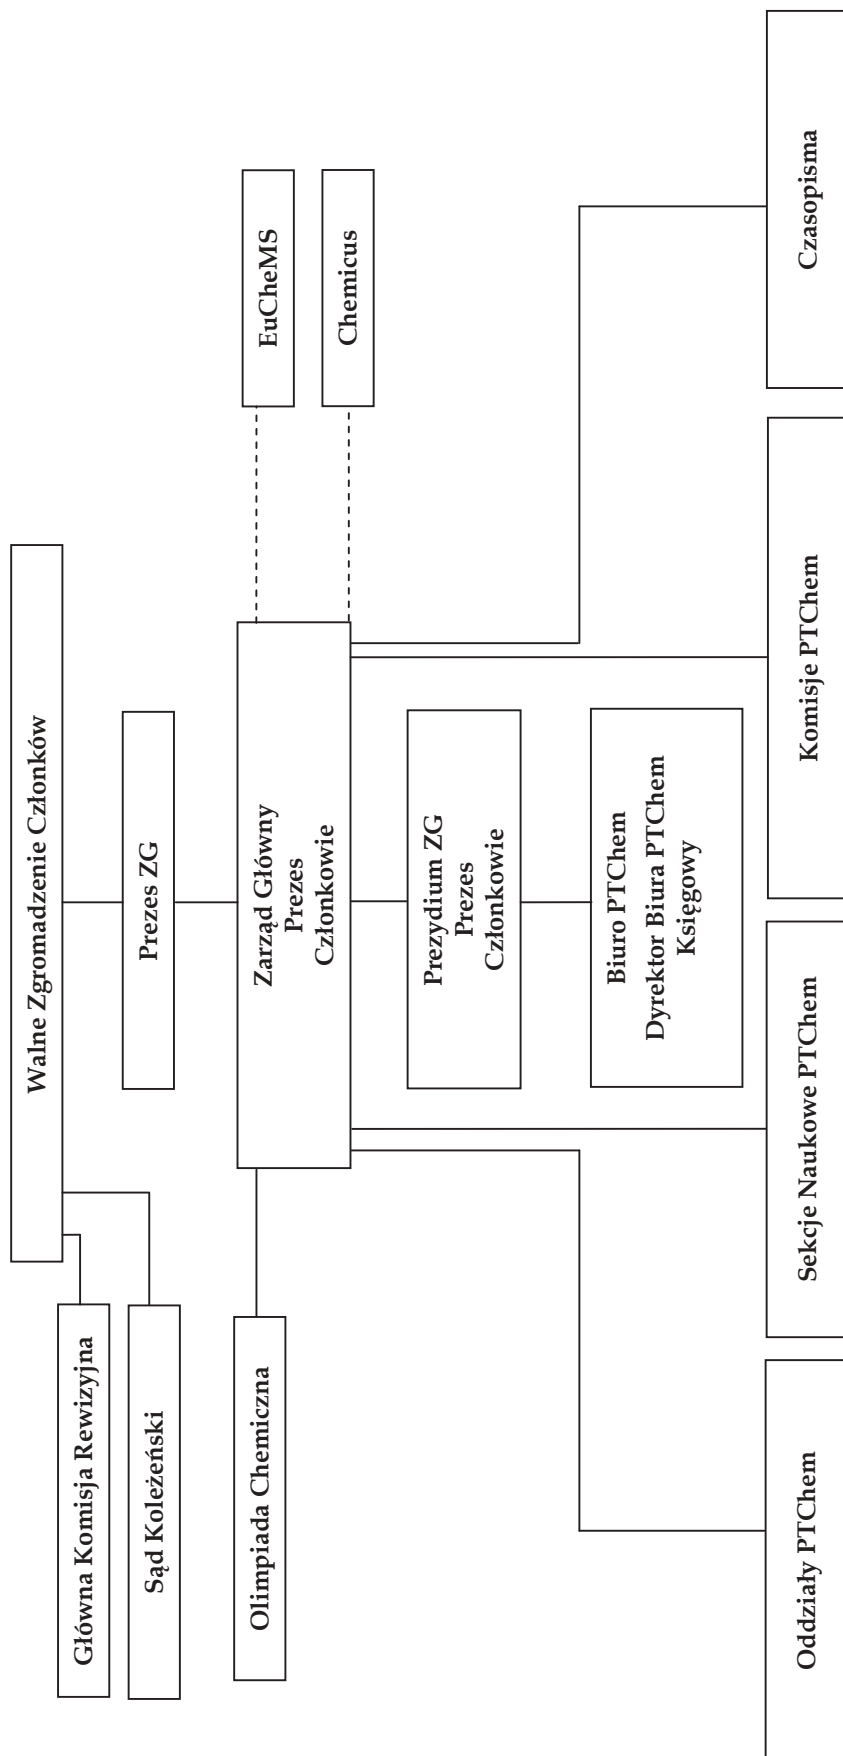 Walne Zgromadzenie Członków
Główna Komisja Rewizyjna
Sąd Koleżeński
Prezes ZG
Olimpiada Chemiczna
Zarząd Główny
Prezes
Członkowie
EuCheMS
Chemicus
Prezydium ZG
Prezes
Członkowie
Biuro PTChem
Dyrektor Biura PTChem
Księgowy
Oddziały PTChem
Sekcje Naukowe PTChem
Komisje PTChem
Czasopisma